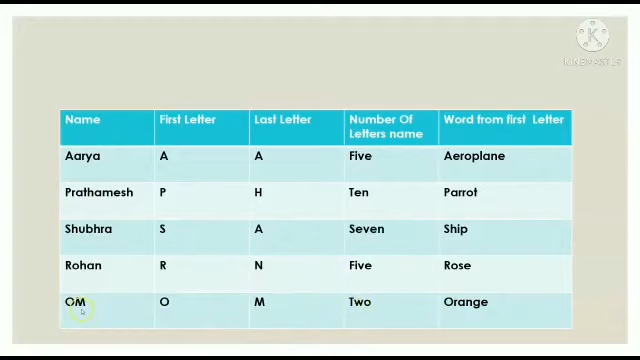 K
KINEMASTER
Name First Letter Last Letter Number Of Letters name Word from first Letter
Aarya A A Five Aeroplane
Prathamesh P H Ten Parrot
Shubhra S A Seven Ship
Rohan R N Five Rose
OM O M Two Orange